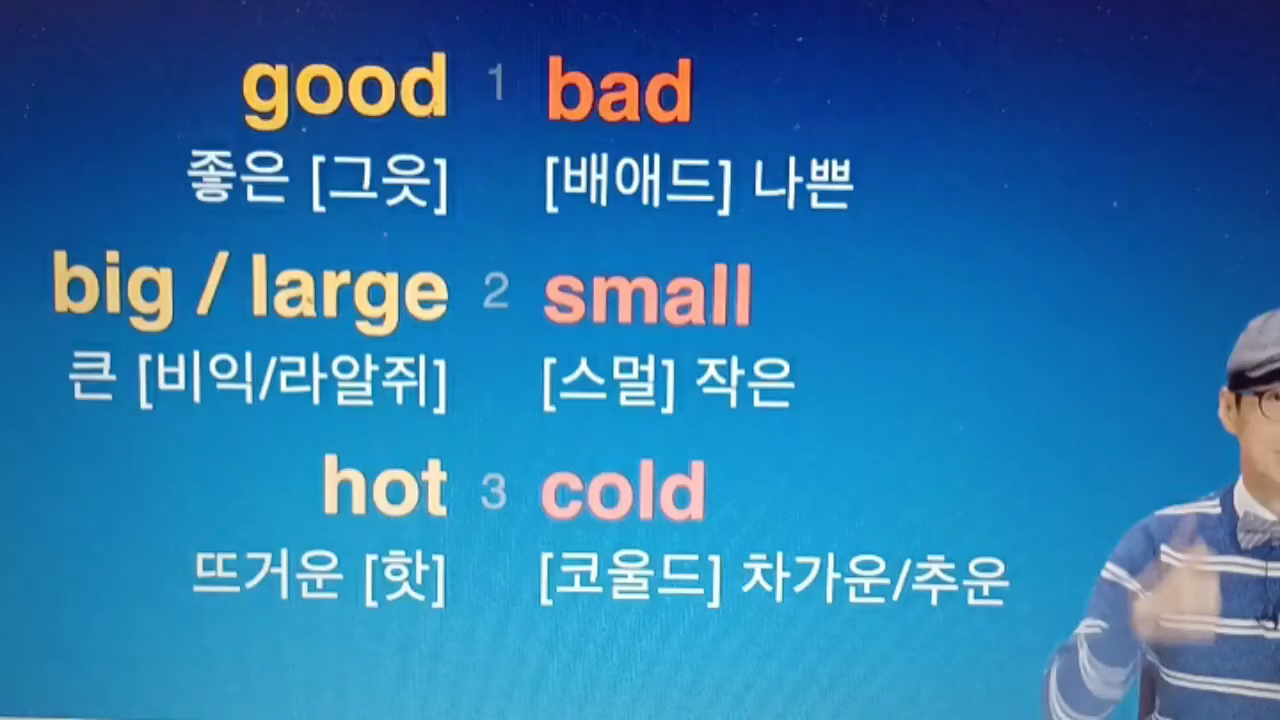 good 1 bad
좋은 [그웃] [배애드] 나쁜
big / large 2 small
큰 [비익/라알쥐] [스멀] 작은
hot 3 cold
뜨거운 [핫] [코울드] 차가운/추운